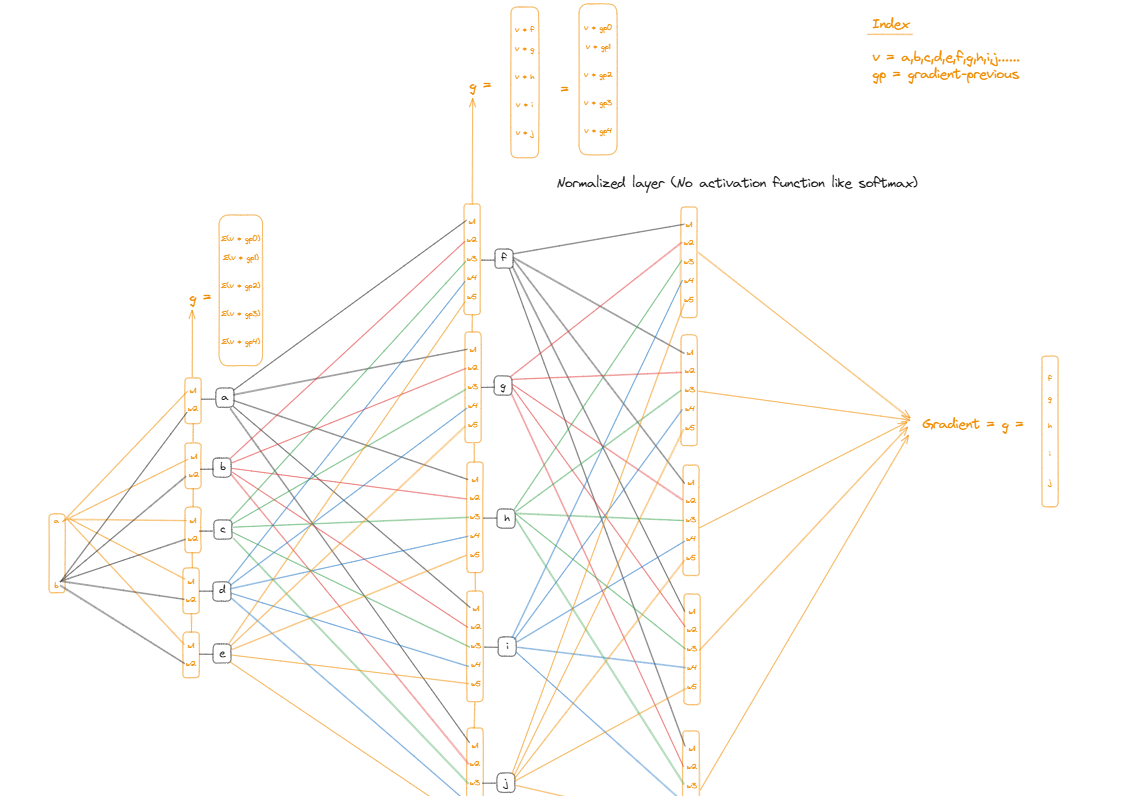 Index
v = a,b,c,d,e,f,g,h,i,j......
gp = gradient-previous
g =
v * f
v * g
v * h
v * i
v * j
=
v * gp0
v * gp1
v * gp2
v * gp3
v * gp4
Normalized layer (No activation function like softmax)
g =
Σ(v * gp0)
Σ(v * gp1)
Σ(v * gp2)
Σ(v * gp3)
Σ(v * gp4)
a
b
w1
w2
a
w1
w2
b
w1
w2
c
w1
w2
d
w1
w2
e
w1
w2
w3
w4
w5
f
w1
w2
w3
w4
w5
g
w1
w2
w3
w4
w5
h
w1
w2
w3
w4
w5
i
w1
w2
w3
j
w1
w2
w3
w4
w5
w1
w2
w3
w4
w5
w1
w2
w3
w4
w5
w1
w2
w3
w4
w5
w1
w2
w3
Gradient = g =
f
g
h
i
j